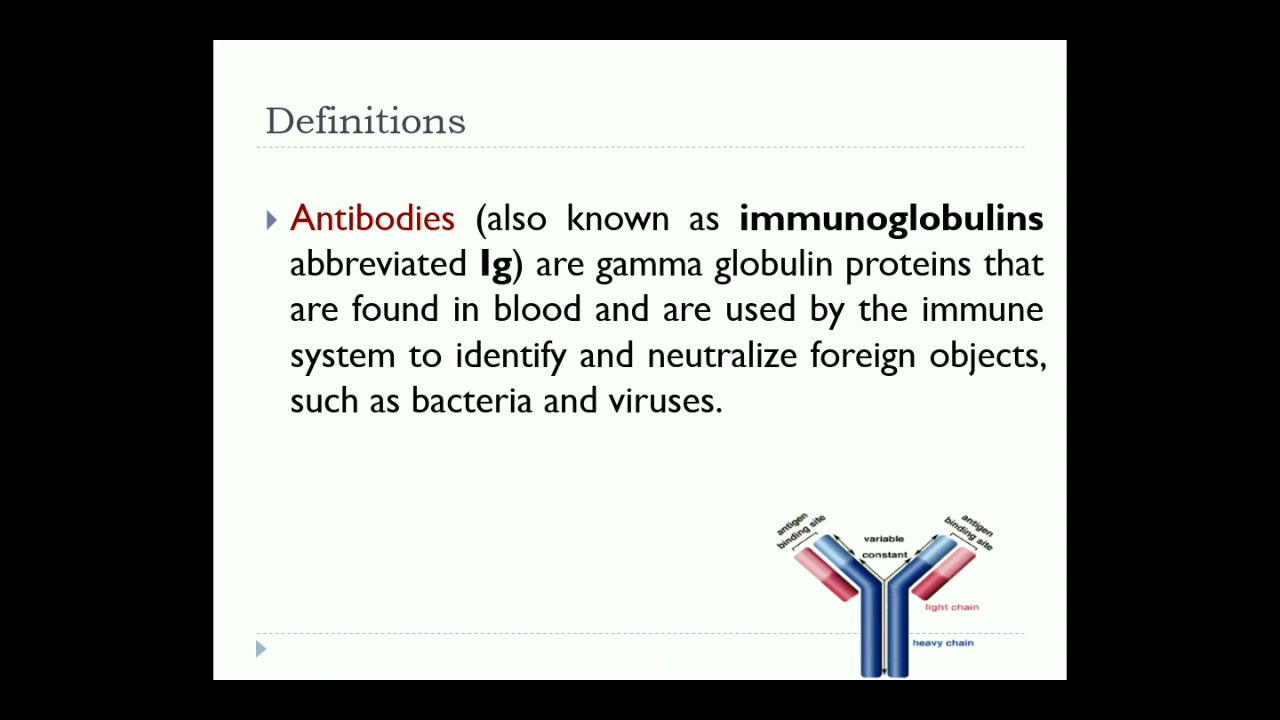 Definitions
Antibodies (also known as immunoglobulins
abbreviated Ig) are gamma globulin proteins that
are found in blood and are used by the immune
system to identify and neutralize foreign objects,
such as bacteria and viruses.
antigen
binding site
antigen
binding site
variable
constant
light chain
heavy chain